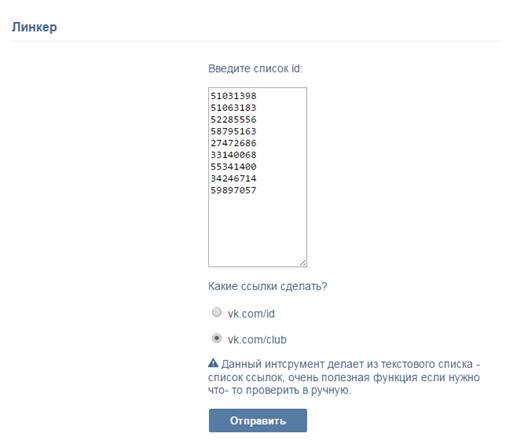 Линкер
Введите список id:
51031398
51063183
52285556
58795163
27472686
33140068
55341400
34246714
59897057
Какие ссылки сделать?
vk.com/id
vk.com/club
Данный интсрумент делает из текстового списка -
список ссылок, очень полезная функция если нужно
что- то проверить в ручную.
Отправить